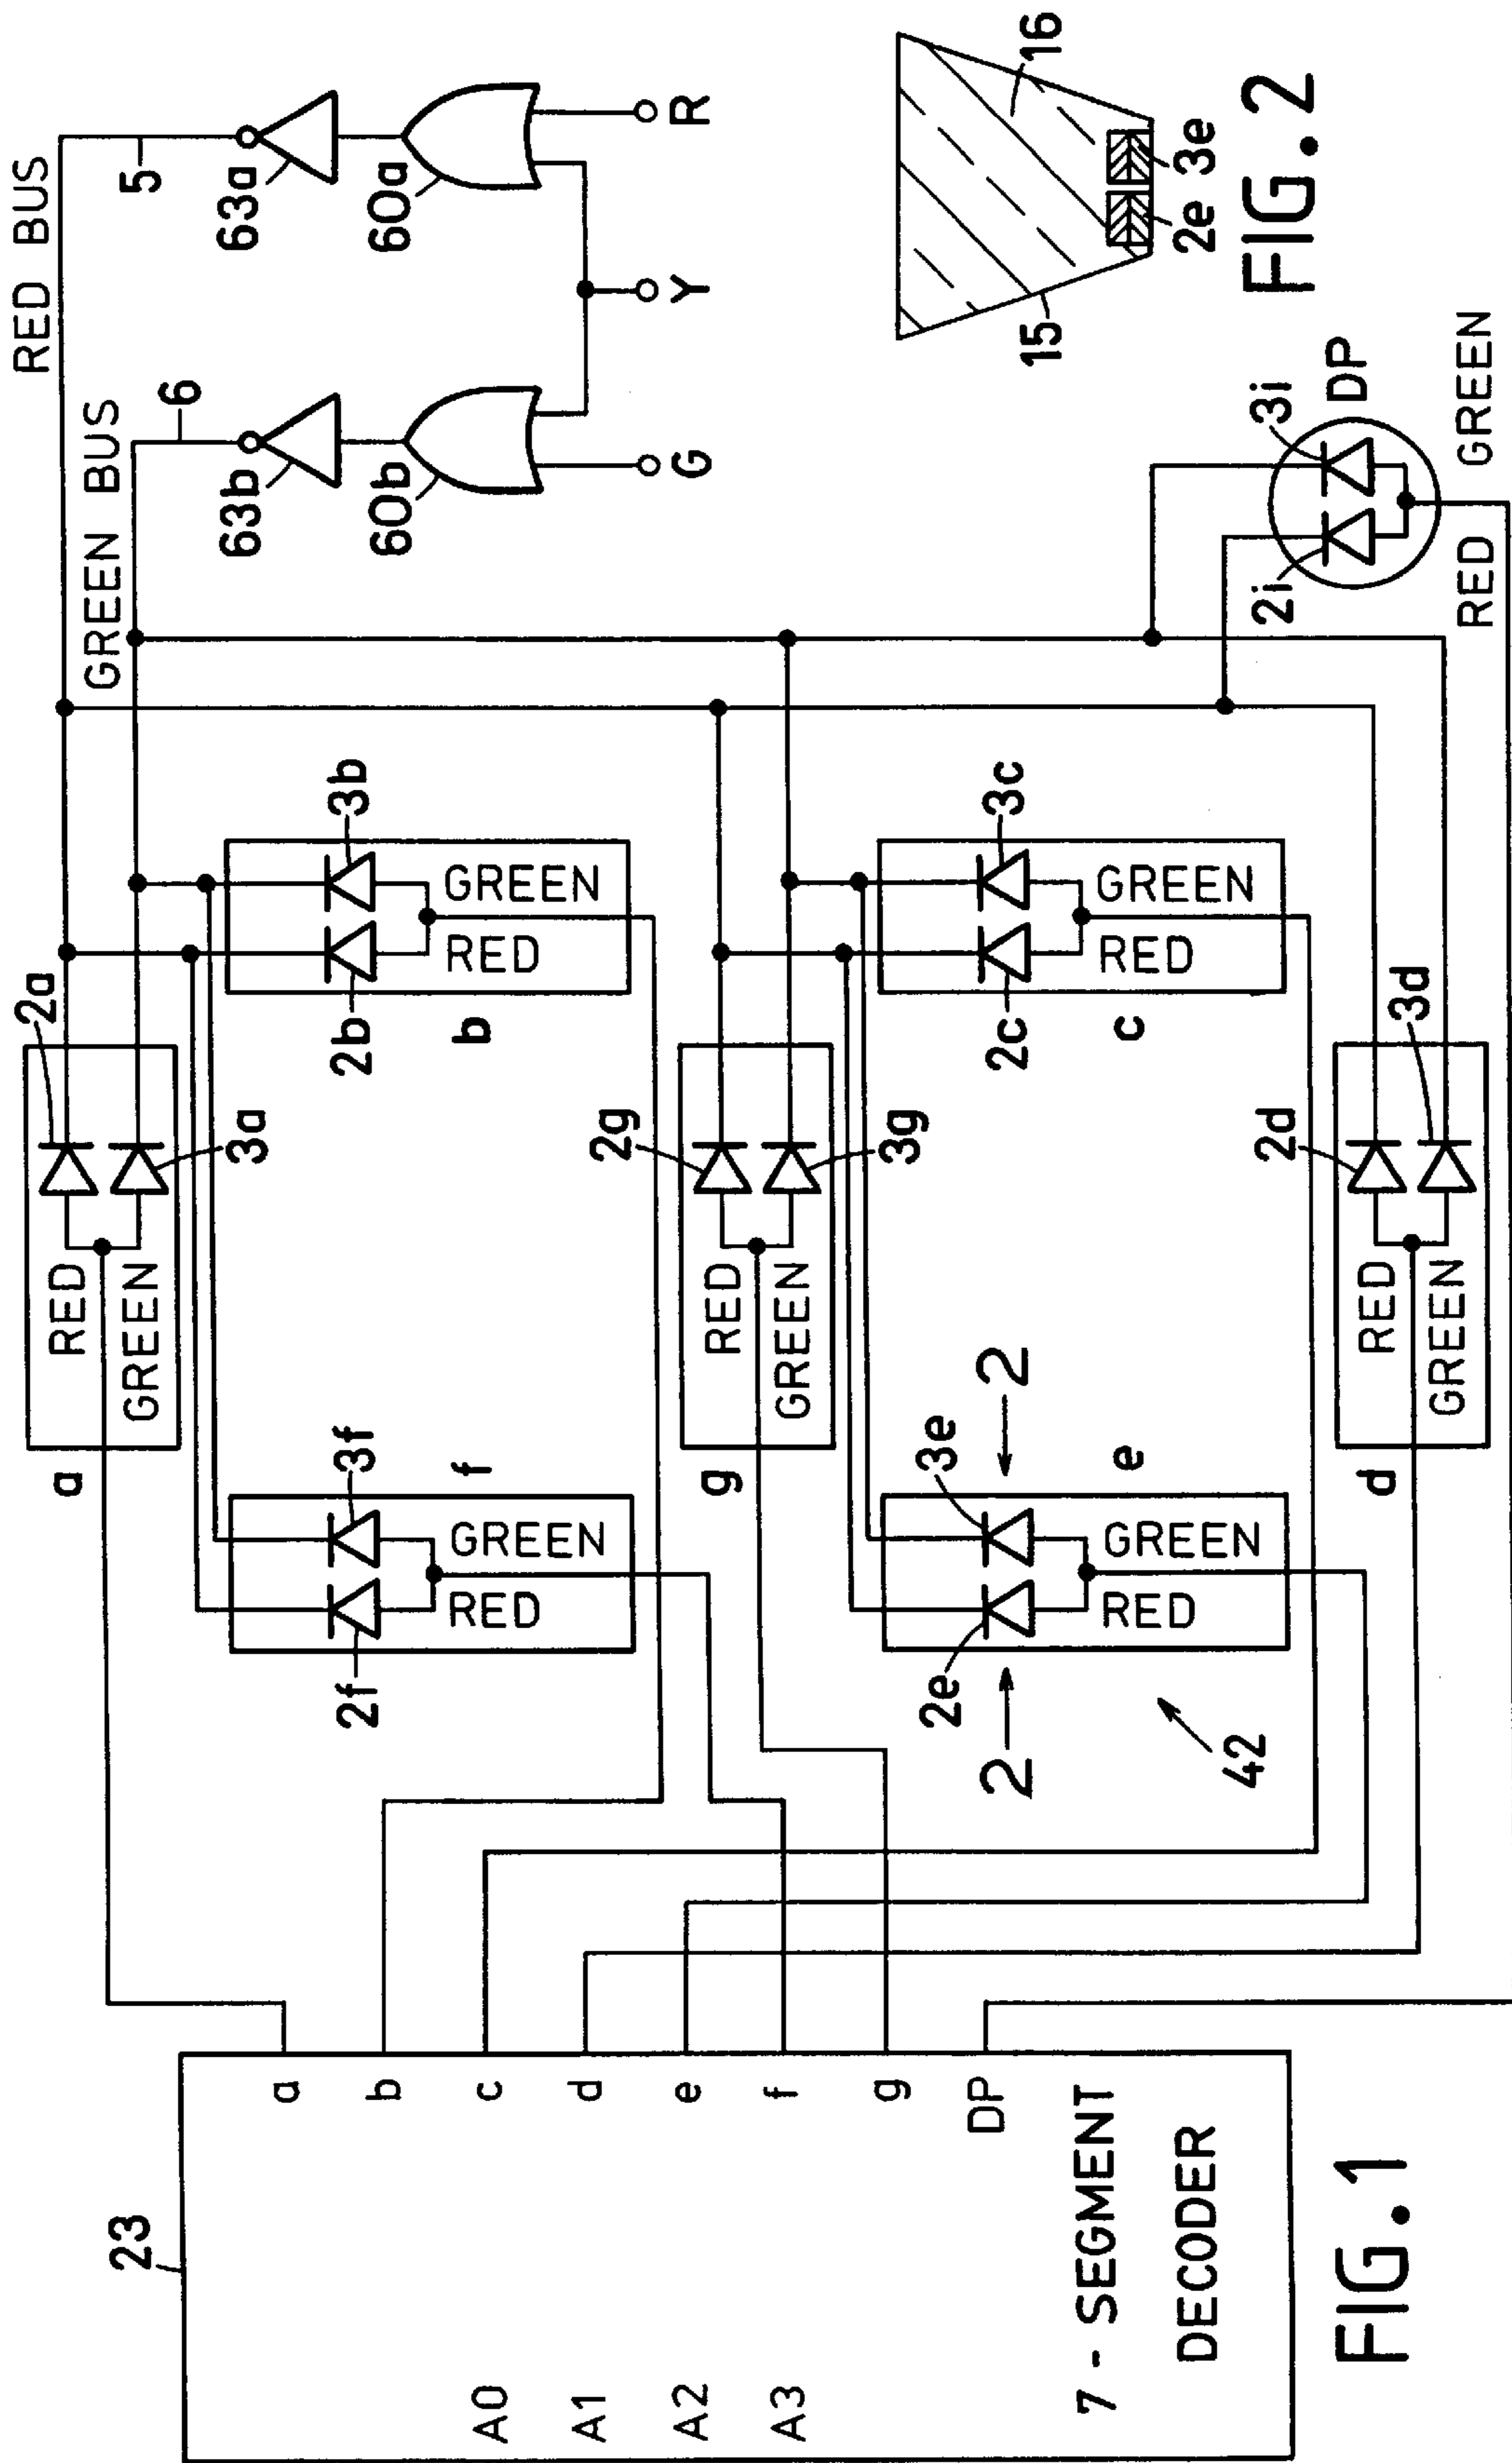 23
A0
A1
A2
A3
a
b
c
d
e
f
g
DP
7 - SEGMENT
DECODER
FIG. 1
a
RED
GREEN
2a
3a
2f
3f
f
RED
GREEN
2b
3b
b
RED
GREEN
g
RED
GREEN
2g
3g
2e
3e
e
RED
GREEN
2
2
42
2c
3c
c
RED
GREEN
d
RED
GREEN
2d
3d
RED BUS
GREEN BUS
5
6
63a
63b
60a
60b
G
Y
R
2i
3i
DP
RED
GREEN
15
16
2e
3e
FIG. 2